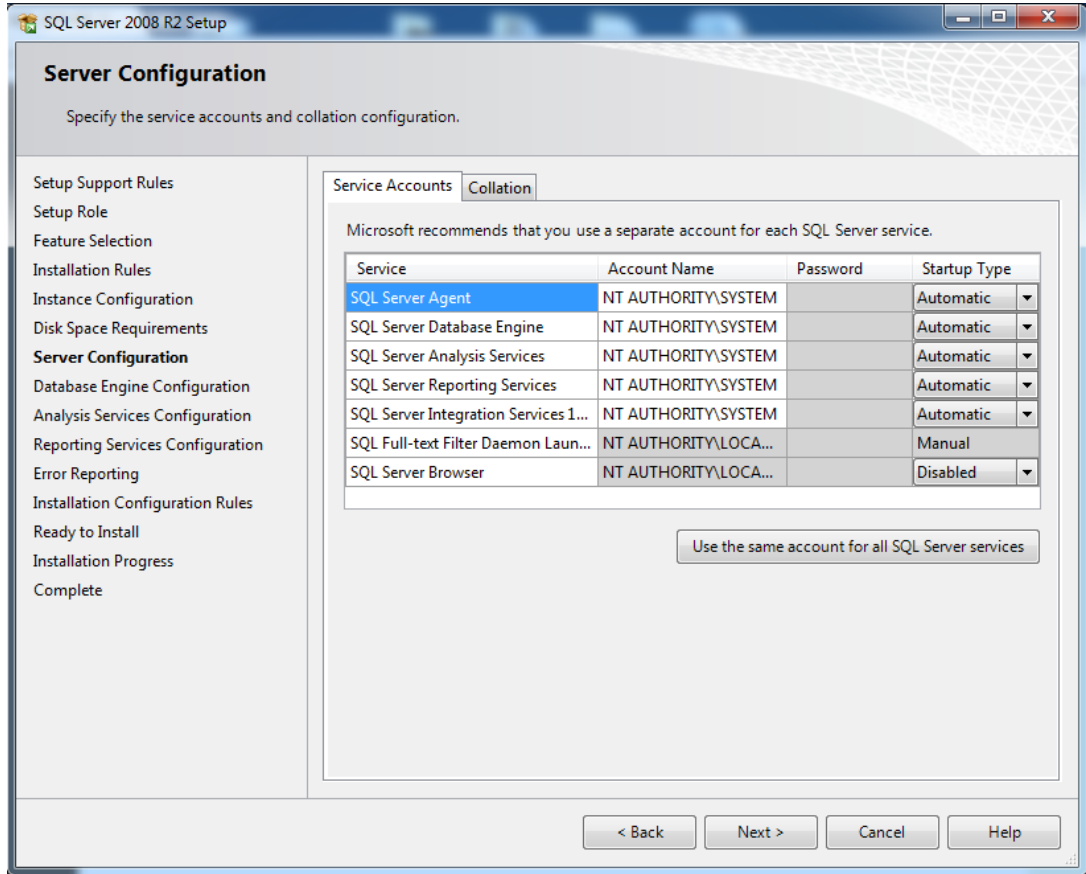 SQL Server 2008 R2 Setup
Server Configuration
Specify the service accounts and collation configuration.
Setup Support Rules
Setup Role
Feature Selection
Installation Rules
Instance Configuration
Disk Space Requirements
Server Configuration
Database Engine Configuration
Analysis Services Configuration
Reporting Services Configuration
Error Reporting
Installation Configuration Rules
Ready to Install
Installation Progress
Complete
Service Accounts Collation
Microsoft recommends that you use a separate account for each SQL Server service.
Service Account Name Password Startup Type
SQL Server Agent NT AUTHORITY\SYSTEM Automatic
SQL Server Database Engine NT AUTHORITY\SYSTEM Automatic
SQL Server Analysis Services NT AUTHORITY\SYSTEM Automatic
SQL Server Reporting Services NT AUTHORITY\SYSTEM Automatic
SQL Server Integration Services 1... NT AUTHORITY\SYSTEM Automatic
SQL Full-text Filter Daemon Laun... NT AUTHORITY\LOCA... Manual
SQL Server Browser NT AUTHORITY\LOCA... Disabled
Use the same account for all SQL Server services
< Back Next > Cancel Help